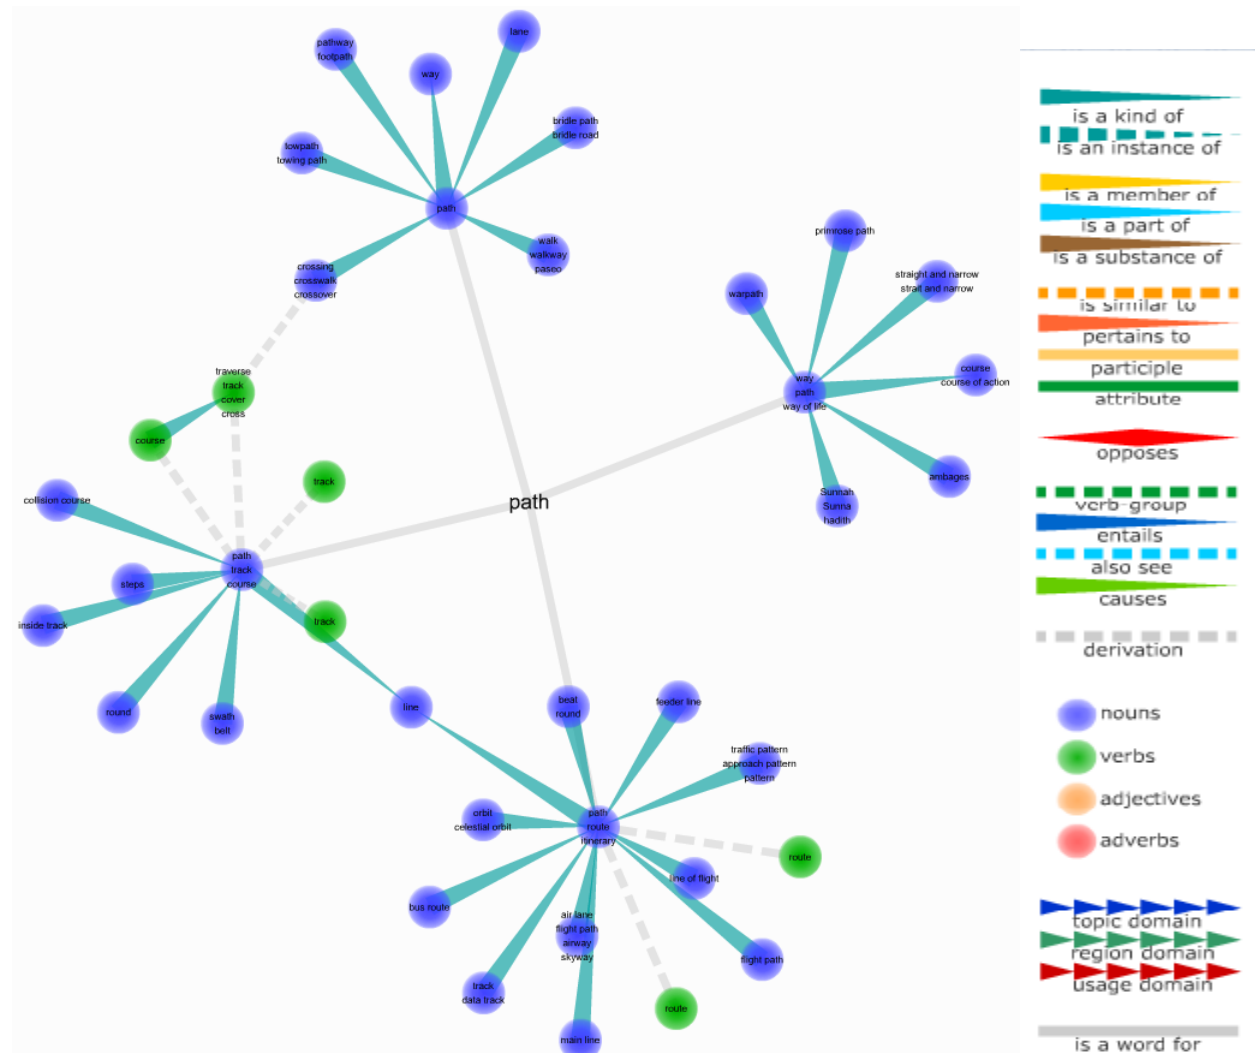 lane
pathway
footpath
way
bridle path
bridle road
towpath
towing path
path
walk
walkway
paseo
crossing
crosswalk
crossover
primrose path
straight and narrow
strait and narrow
warpath
course
course of action
way
path
way of life
ambages
Sunnah
Sunna
hadith
traverse
track
cover
cross
course
track
path
collision course
path
track
course
steps
inside track
track
round
swath
belt
line
beat
round
feeder line
traffic pattern
approach pattern
pattern
orbit
celestial orbit
path
route
itinerary
route
line of flight
bus route
air lane
flight path
airway
skyway
flight path
track
data track
route
main line
is a kind of
is an instance of
is a member of
is a part of
is a substance of
is similar to
pertains to
participle
attribute
opposes
verb-group
entails
also see
causes
derivation
nouns
verbs
adjectives
adverbs
topic domain
region domain
usage domain
is a word for